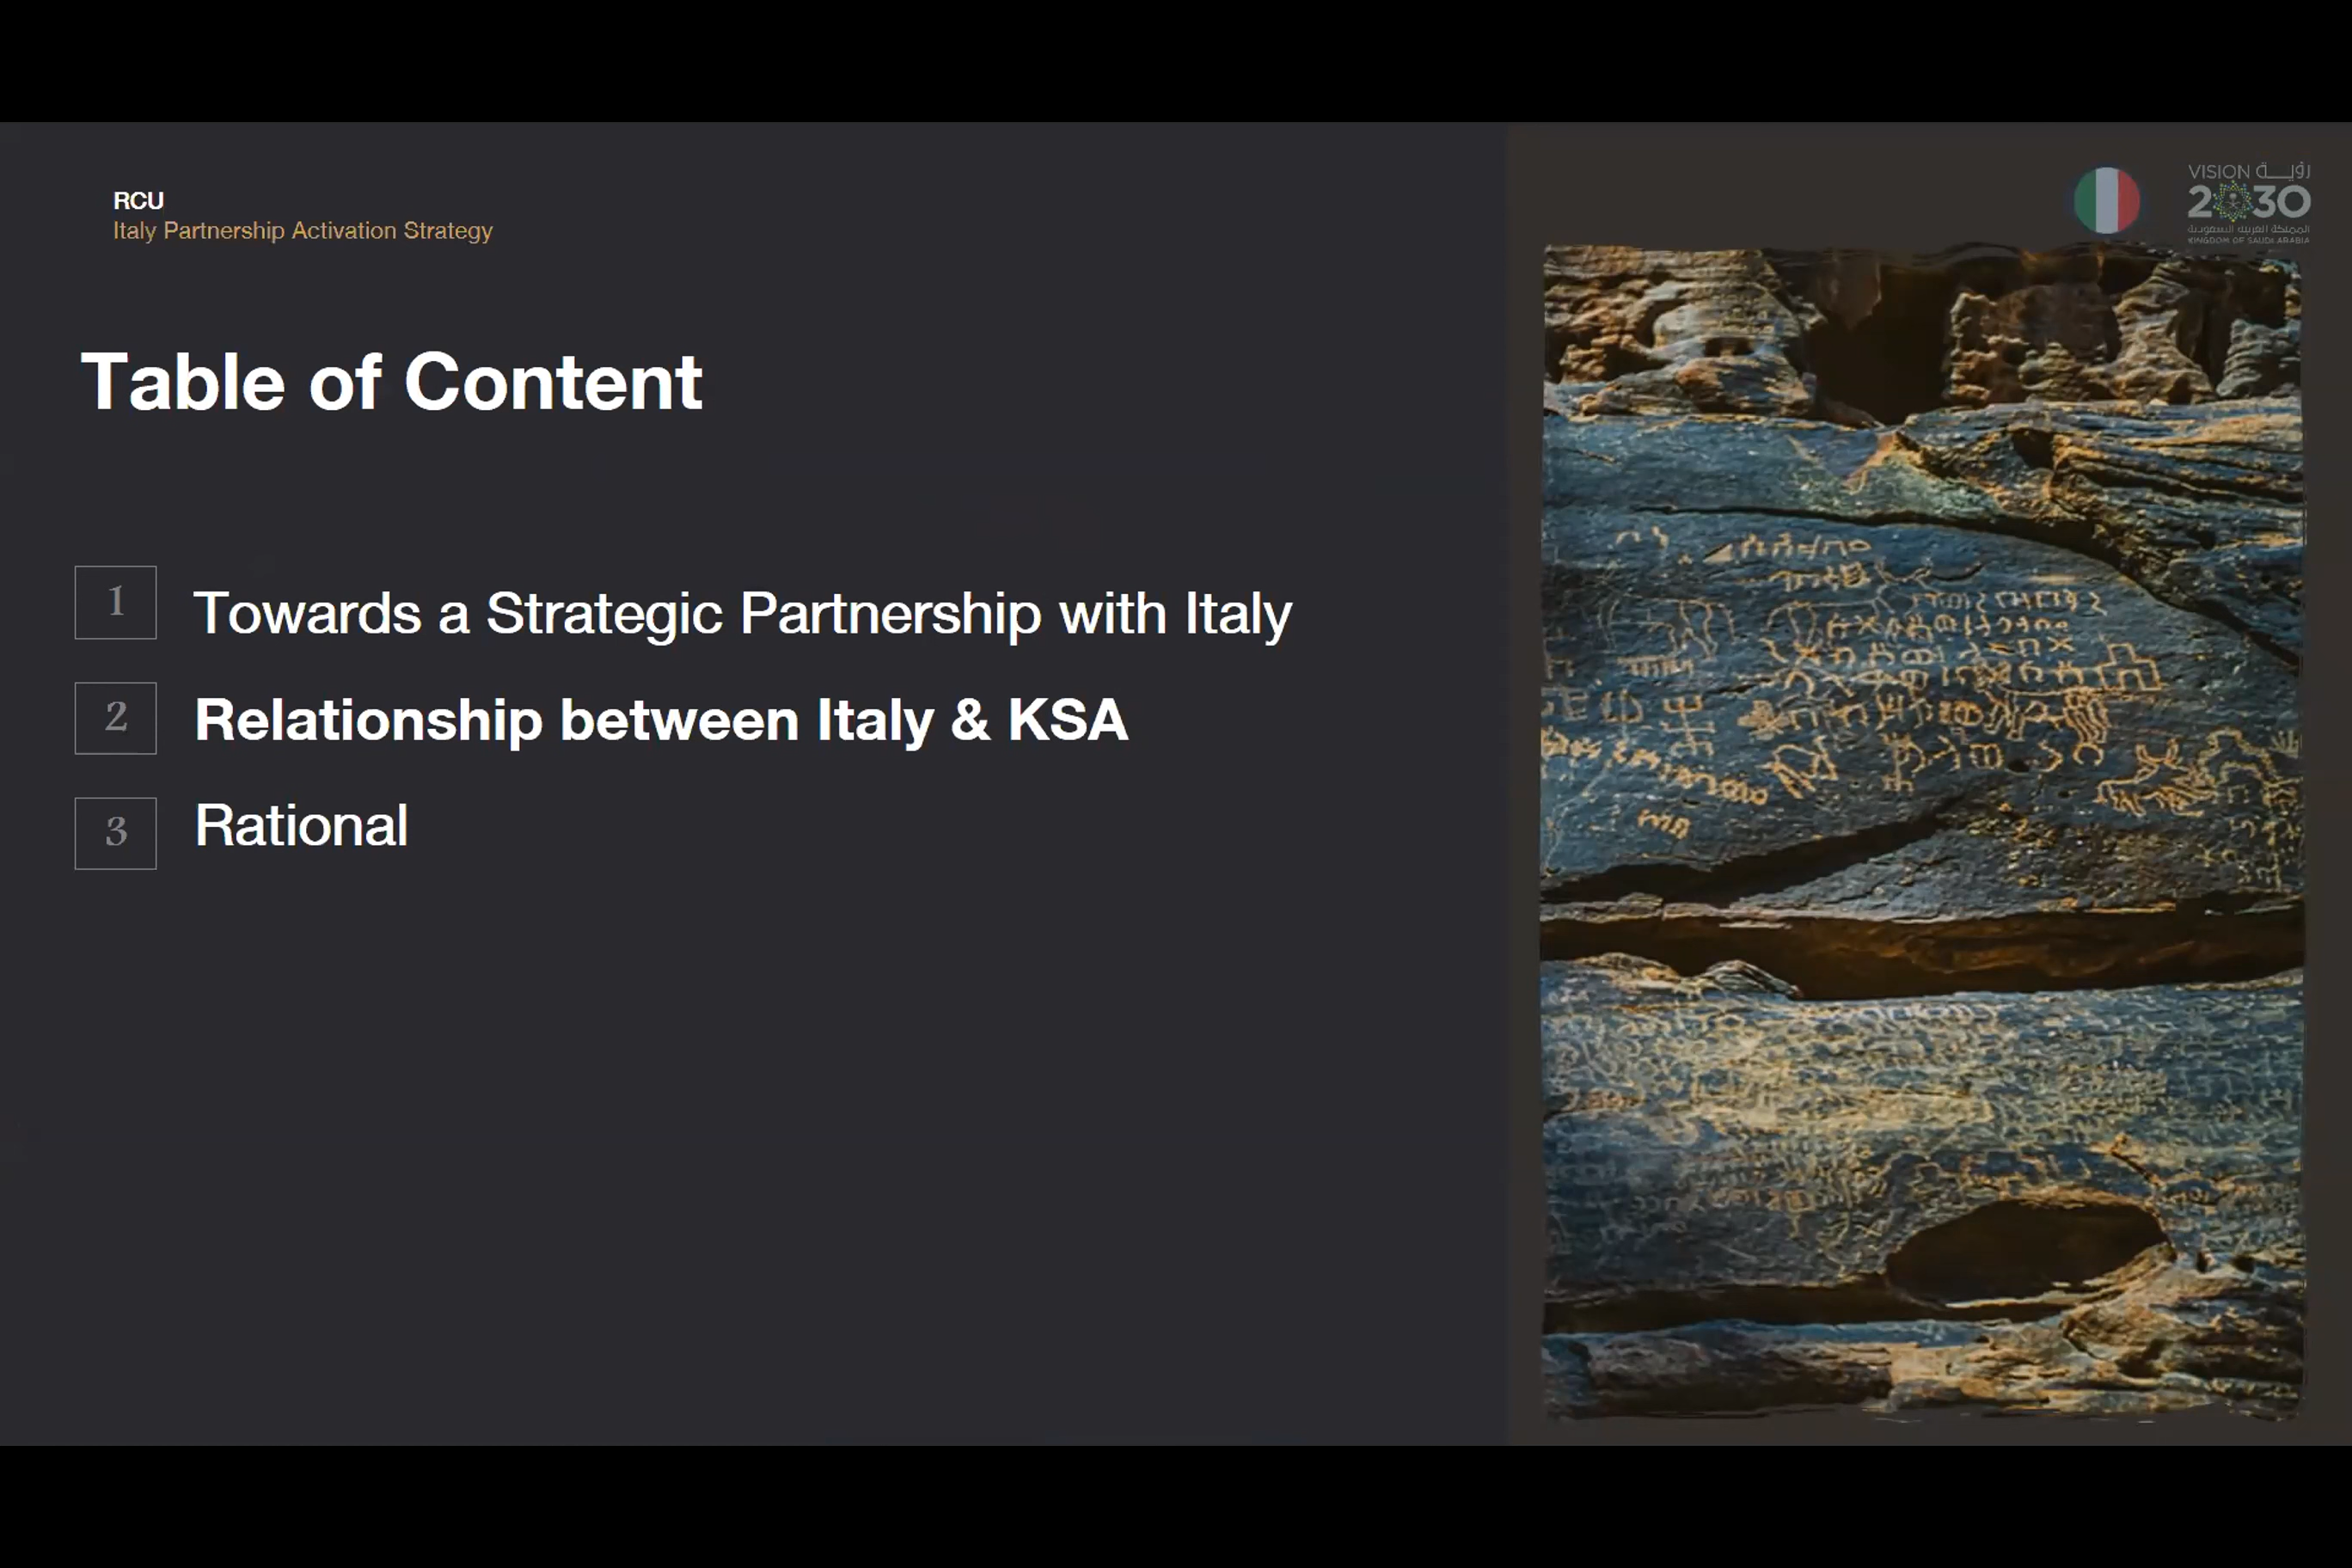 RCU
Italy Partnership Activation Strategy
VISION رؤيــــة
2030
المملكة العربية السعودية
KINGDOM OF SAUDI ARABIA
Table of Content
1 Towards a Strategic Partnership with Italy
2 Relationship between Italy & KSA
3 Rational